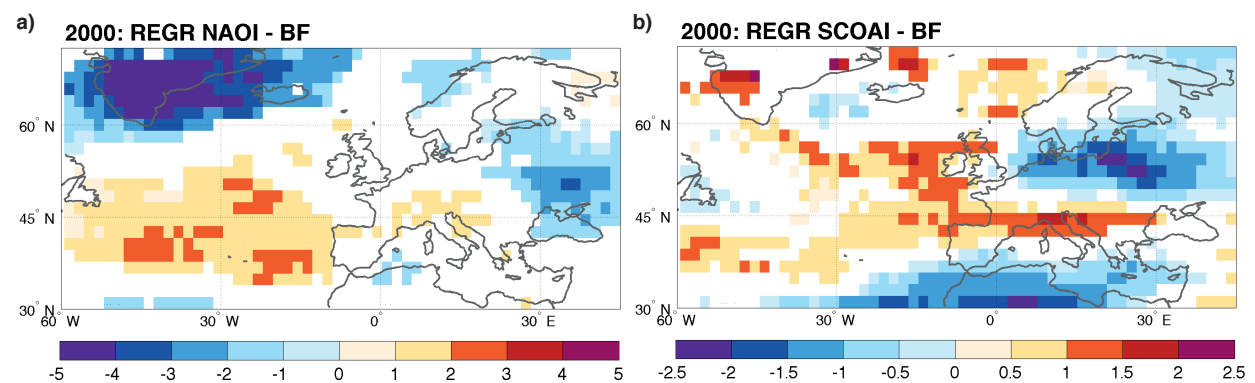 a)
2000: REGR NAOI - BF
60° N
45° N
30° N
60° W
30° W
0
30° E
-5 -4 -3 -2 -1 0 1 2 3 4 5
b)
2000: REGR SCOAI - BF
60° N
45° N
30° N
60° W
30° W
0°
30° E
-2.5 -2 -1.5 -1 -0.5 0 0.5 1 1.5 2 2.5